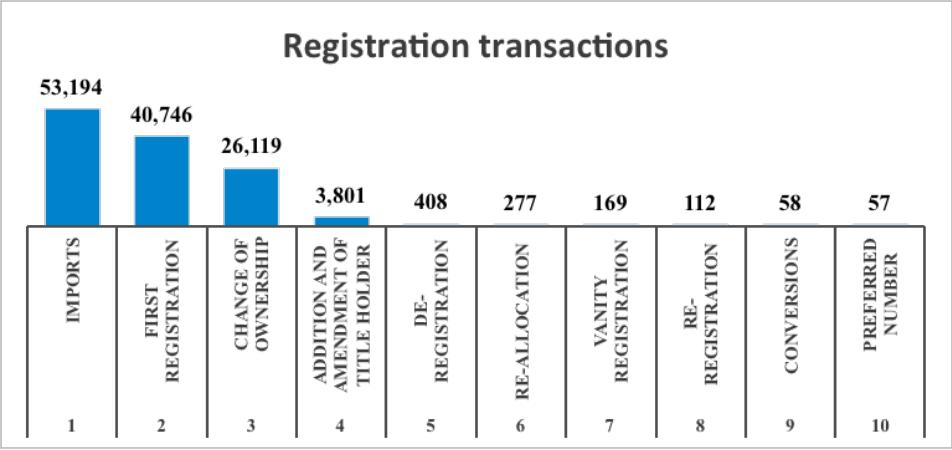 Registration transactions
53,194
40,746
26,119
3,801
408
277
169
112
58
57
IMPORTS
FIRST
REGISTRATION
CHANGE OF
OWNERSHIP
ADDITION AND
AMENDMENT OF
TITLE HOLDER
DE-
REGISTRATION
RE-ALLOCATION
VANITY
REGISTRATION
RE-
REGISTRATION
CONVERSIONS
PREFERRED
NUMBER
1
2
3
4
5
6
7
8
9
10